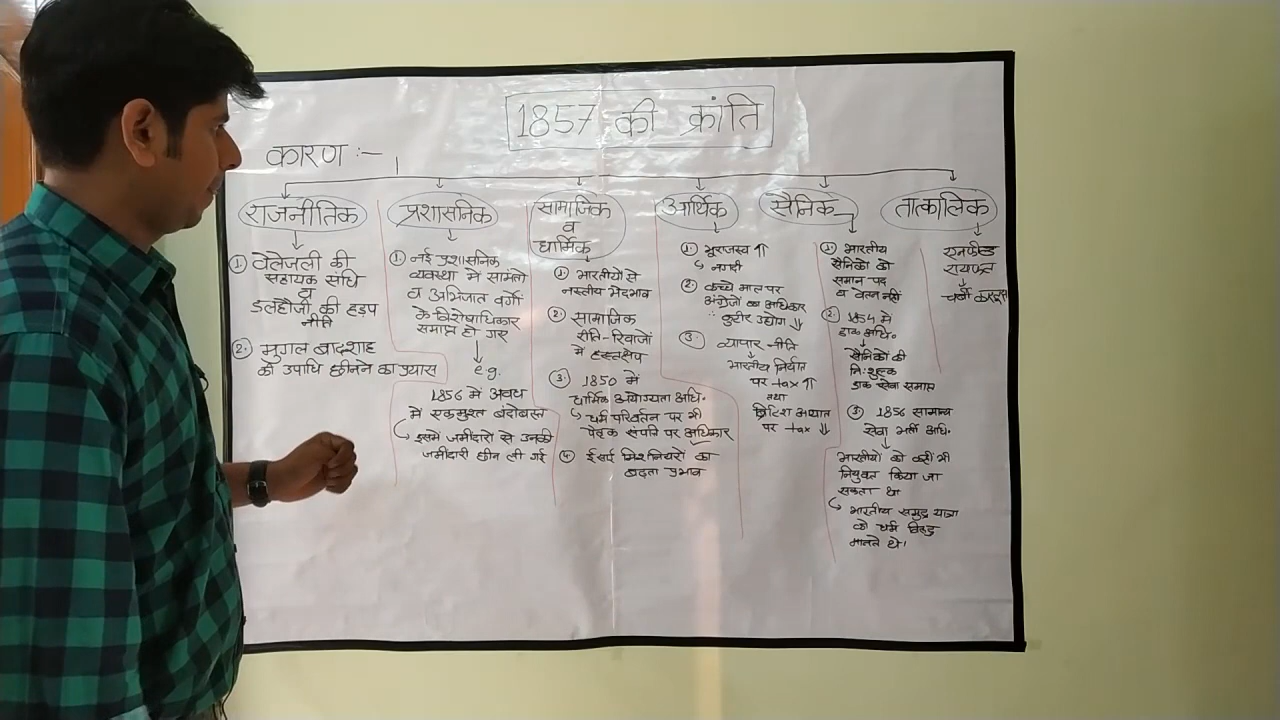 1857 की क्रांति
कारण :-
राजनीतिक
① वेलेजली की
सहायक संधि
व
डलहौजी की हड़प
नीति
②. मुगल बादशाह
की उपाधि छीनने का प्रयास
प्रशासनिक
① नई प्रशासनिक
व्यवस्था में सामंतों
व अभिजात वर्गों
के विशेषाधिकार
समाप्त हो गए
e.g.
1856 में अवध
में एकमुश्त बंदोबस्त
इसमें जमींदारों से उनकी
जमींदारी छीन ली गई
सामाजिक
व
धार्मिक
① भारतीयों से
नस्लीय भेदभाव
② सामाजिक
रीति-रिवाजों
में हस्तक्षेप
③ 1850 में
धार्मिक अयोग्यता अधि.
धर्म परिवर्तन पर भी
पैतृक संपत्ति पर अधिकार
④ ईसाई मिशनरियों का
बढ़ता प्रभाव
आर्थिक
① भूराजस्व ⇑
नगदी
② कच्चे माल पर
अंग्रेजों का अधिकार
∴ कुटीर उद्योग ⇓
③ व्यापार नीति
भारतीय निर्यात
पर tax ⇑
तथा
ब्रिटिश आयात
पर tax ⇓
सैनिक
① भारतीय
सैनिकों को
समान पद
व वेतन नहीं
② 1854 में
डाक अधि.
सैनिकों की
निःशुल्क
डाक सेवा समाप्त
③ 1856 सामान्य
सेवा भर्ती अधि.
भारतीयों को कहीं भी
नियुक्त किया जा
सकता था
भारतीय समुद्र यात्रा
को धर्म विरुद्ध
मानते थे।
तात्कालिक
एनफील्ड
रायफल
चर्बी कारतूस